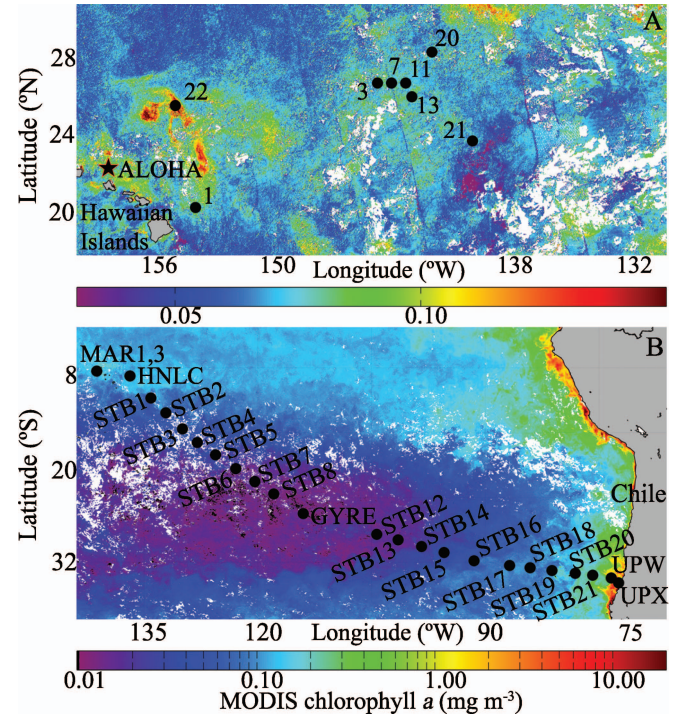 A
28
20
7
11
3
13
22
24
21
ALOHA
1
20
Hawaiian
Islands
Latitude (ºN)
156
150
Longitude (ºW)
138
132
0.05
0.10
B
MAR1,3
8
HNLC
STB1
STB2
STB3
STB4
STB5
20
STB6
STB7
STB8
GYRE
Chile
STB12
STB13
STB14
STB15
STB16
STB17
STB18
STB19
STB20
STB21
UPW
UPX
32
Latitude (ºS)
135
120
Longitude (ºW)
90
75
0.01
0.10
1.00
10.00
MODIS chlorophyll a (mg m-3)